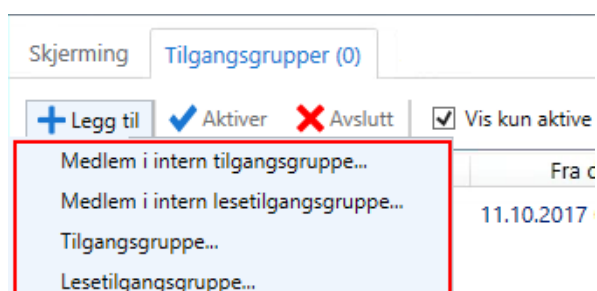 Skjerming Tilgangsgrupper (0)
Legg til Aktiver Avslutt Vis kun aktive
Medlem i intern tilgangsgruppe... Fra
Medlem i intern lesetilgangsgruppe... 11.10.2017
Tilgangsgruppe...
Lesetilgangsgruppe...